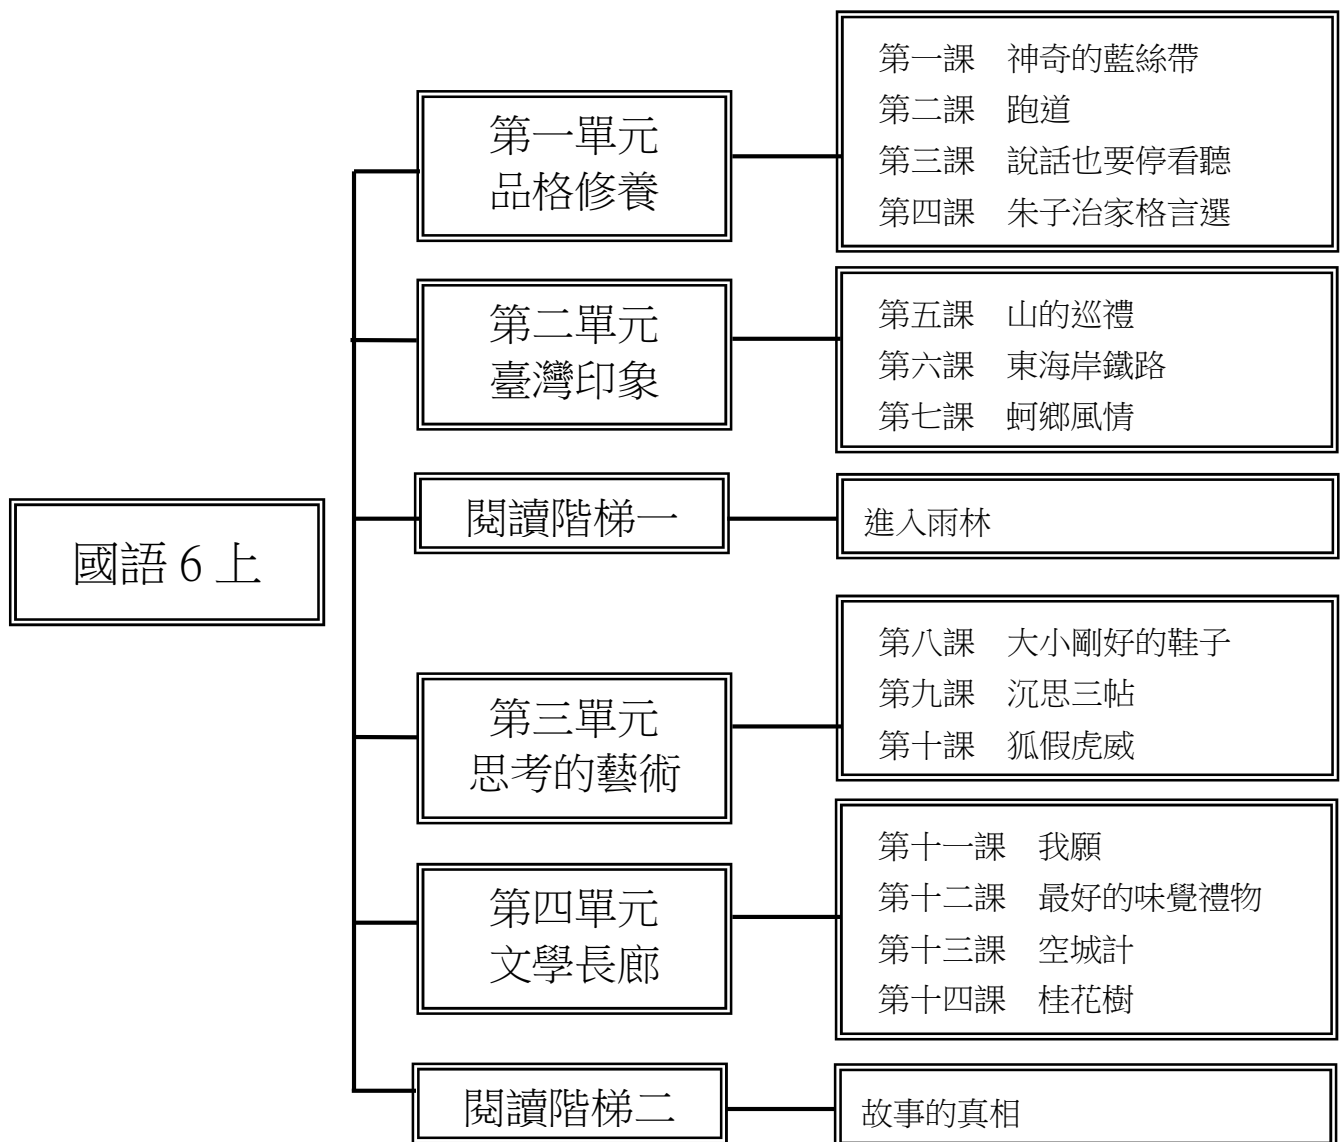 國語 6 上
第一單元
品格修養
第一課　神奇的藍絲帶
第二課　跑道
第三課　說話也要停看聽
第四課　朱子治家格言選
第二單元
臺灣印象
第五課　山的巡禮
第六課　東海岸鐵路
第七課　蚵鄉風情
閱讀階梯一
進入雨林
第三單元
思考的藝術
第八課　大小剛好的鞋子
第九課　沉思三帖
第十課　狐假虎威
第四單元
文學長廊
第十一課　我願
第十二課　最好的味覺禮物
第十三課　空城計
第十四課　桂花樹
閱讀階梯二
故事的真相